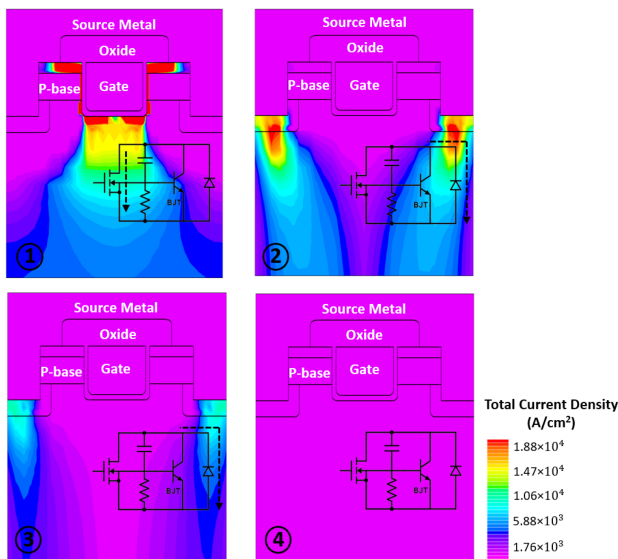 Source Metal
Oxide
P-base
Gate
BJT
1
Source Metal
Oxide
P-base
Gate
BJT
2
Source Metal
Oxide
P-base
Gate
BJT
3
Source Metal
Oxide
P-base
Gate
BJT
4
Total Current Density
(A/cm²)
1.88×10⁴
1.47×10⁴
1.06×10⁴
5.88×10³
1.76×10³